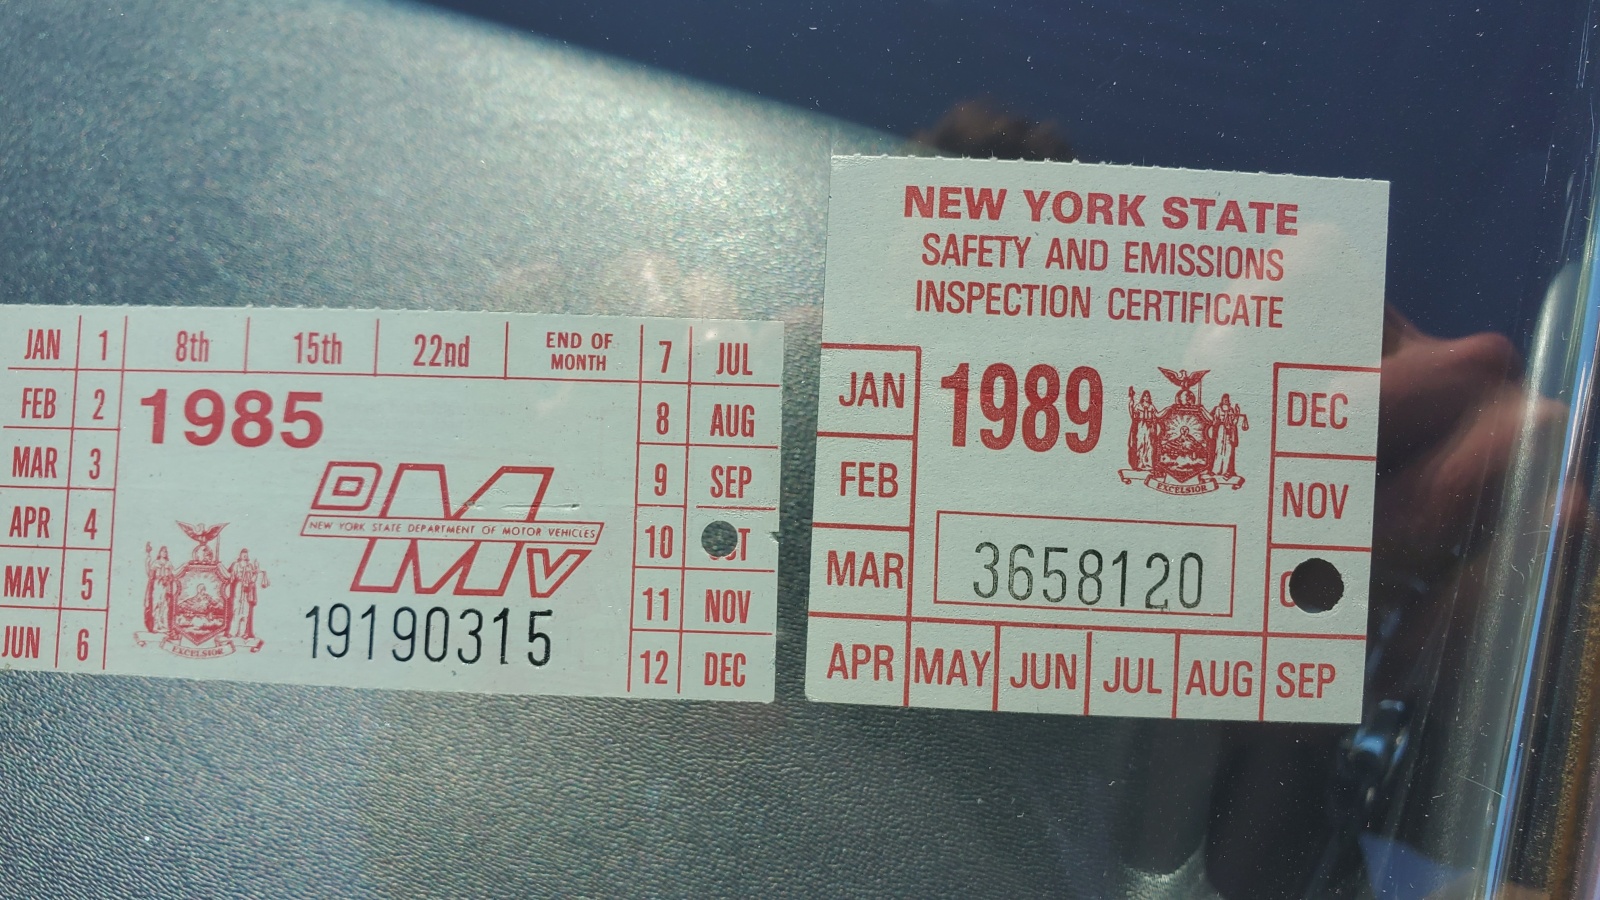 JAN 1 8th 15th 22nd END OF MONTH 7 JUL
FEB 2 1985 8 AUG
MAR 3 9 SEP
DMV
NEW YORK STATE DEPARTMENT OF MOTOR VEHICLES
APR 4 10
MAY 5 11 NOV
EXCELSIOR
19190315
JUN 6 12 DEC
NEW YORK STATE
SAFETY AND EMISSIONS
INSPECTION CERTIFICATE
JAN 1989 DEC
FEB EXCELSIOR NOV
MAR 3658120
APR MAY JUN JUL AUG SEP